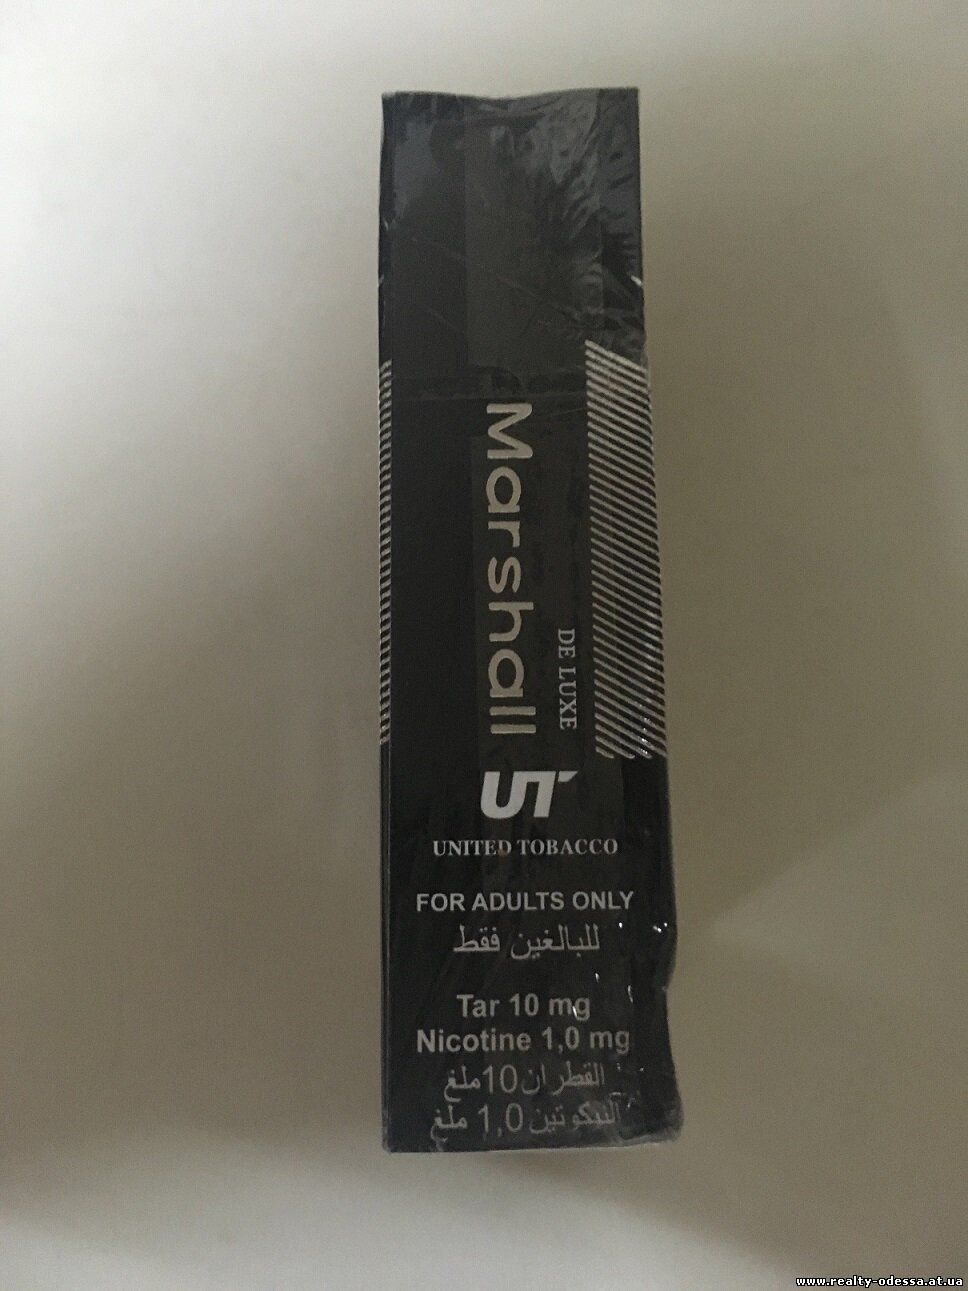 Marshall
DE LUXE
UT
UNITED TOBACCO
FOR ADULTS ONLY
للبالغين فقط
Tar 10 mg
Nicotine 1,0 mg
القطران 10 ملغ
النيكوتين 1,0 ملغ
www.realty-odessa.at.ua